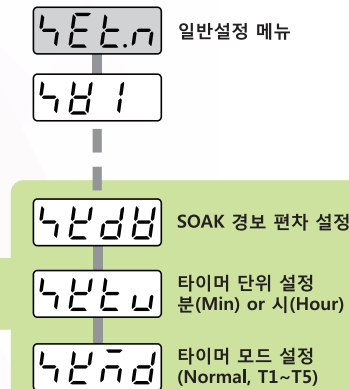 SEt.n 일반설정 메뉴
SOAK 경보 편차 설정
타이머 단위 설정
분(Min) or 시(Hour)
타이머 모드 설정
(Normal, T1~T5)